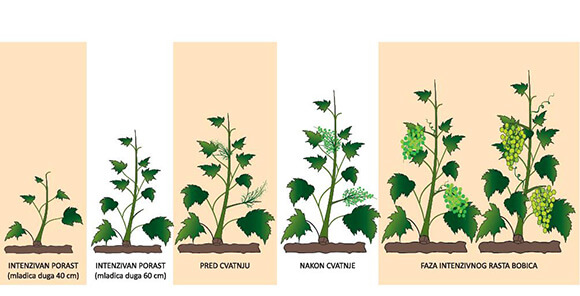 INTENZIVAN PORAST
(mladica duga 40 cm)
INTENZIVAN PORAST
(mladica duga 60 cm)
PRED CVATNJU
NAKON CVATNJE
FAZA INTENZIVNOG RASTA BOBICA